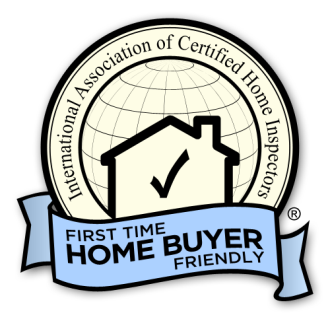 International Association of Certified Home Inspectors
FIRST TIME
HOME BUYER
FRIENDLY
®